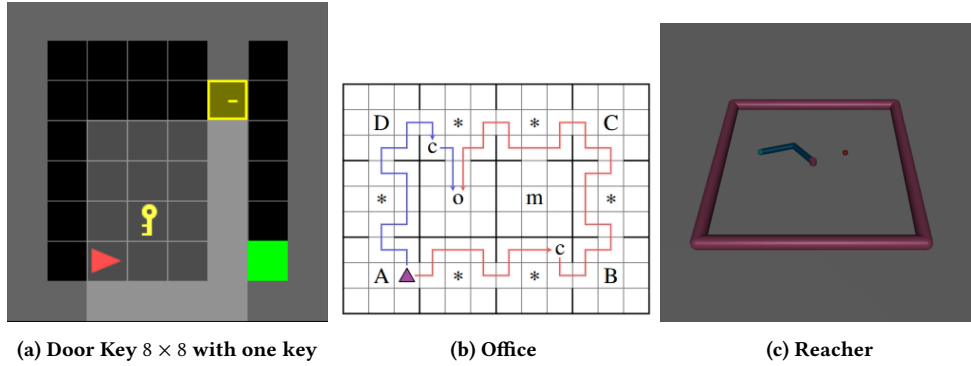 D * * C
c
* o m *
c
A * * B
(a) Door Key 8 × 8 with one key
(b) Office
(c) Reacher